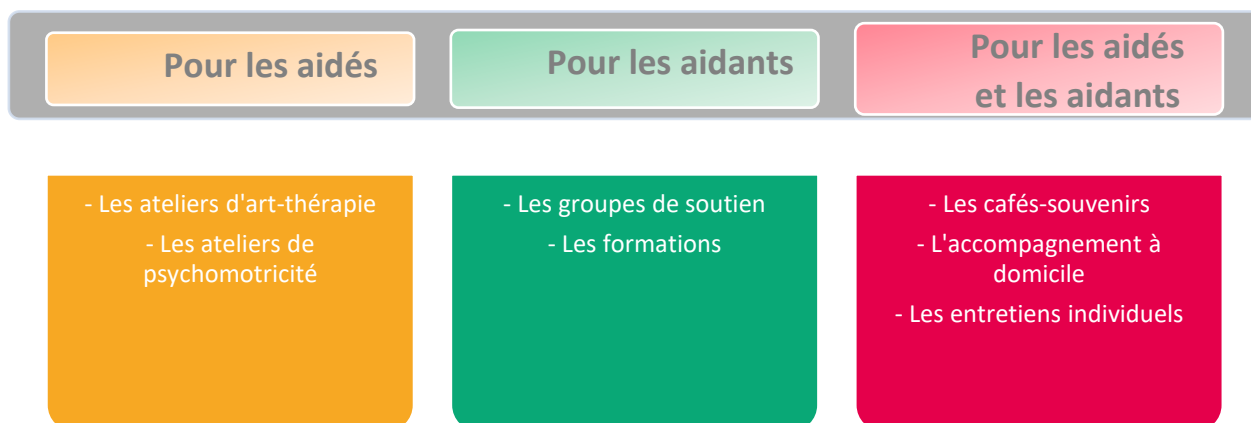 Pour les aidés
Pour les aidants
Pour les aidés
et les aidants
- Les ateliers d'art-thérapie
- Les ateliers de
psychomotricité
- Les groupes de soutien
- Les formations
- Les cafés-souvenirs
- L'accompagnement à
domicile
- Les entretiens individuels